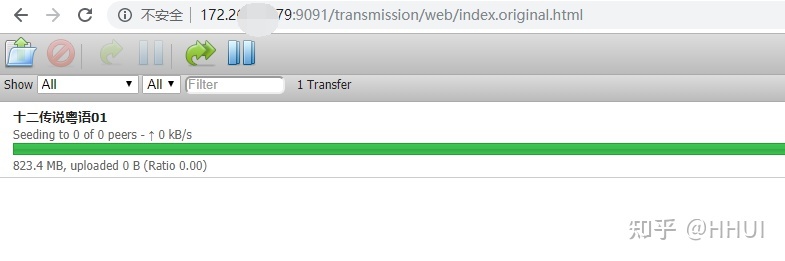 不安全 172.2 79:9091/transmission/web/index.original.html
Show All All Filter 1 Transfer
十二传说粤语01
Seeding to 0 of 0 peers - ↑ 0 kB/s
823.4 MB, uploaded 0 B (Ratio 0.00)
知乎 @HHUI